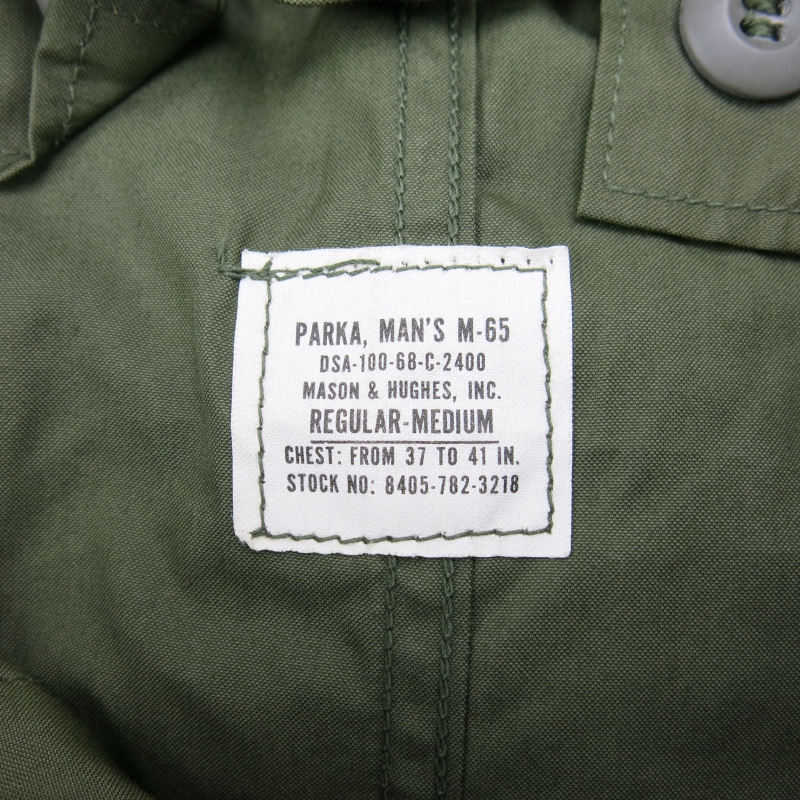 PARKA, MAN'S M-65
DSA-100-68-C-2400
MASON & HUGHES, INC.
REGULAR-MEDIUM
CHEST: FROM 37 TO 41 IN.
STOCK NO: 8405-782-3218